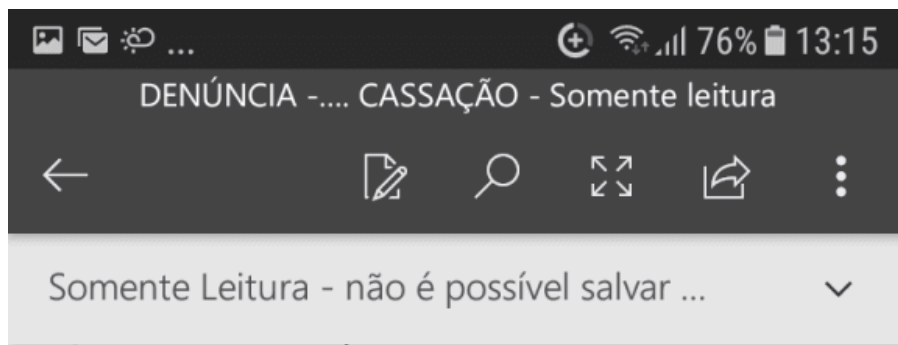 ... 76% 13:15
DENÚNCIA -.... CASSAÇÃO - Somente leitura
Somente Leitura - não é possível salvar ...